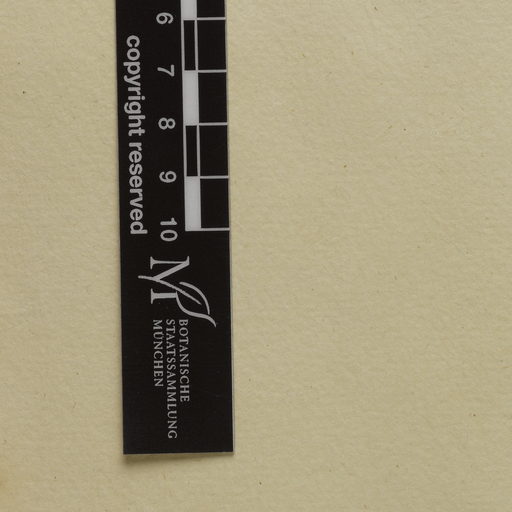 6
7
8
9
10
copyright reserved
M
BOTANISCHE
STAATSSAMMLUNG
MÜNCHEN